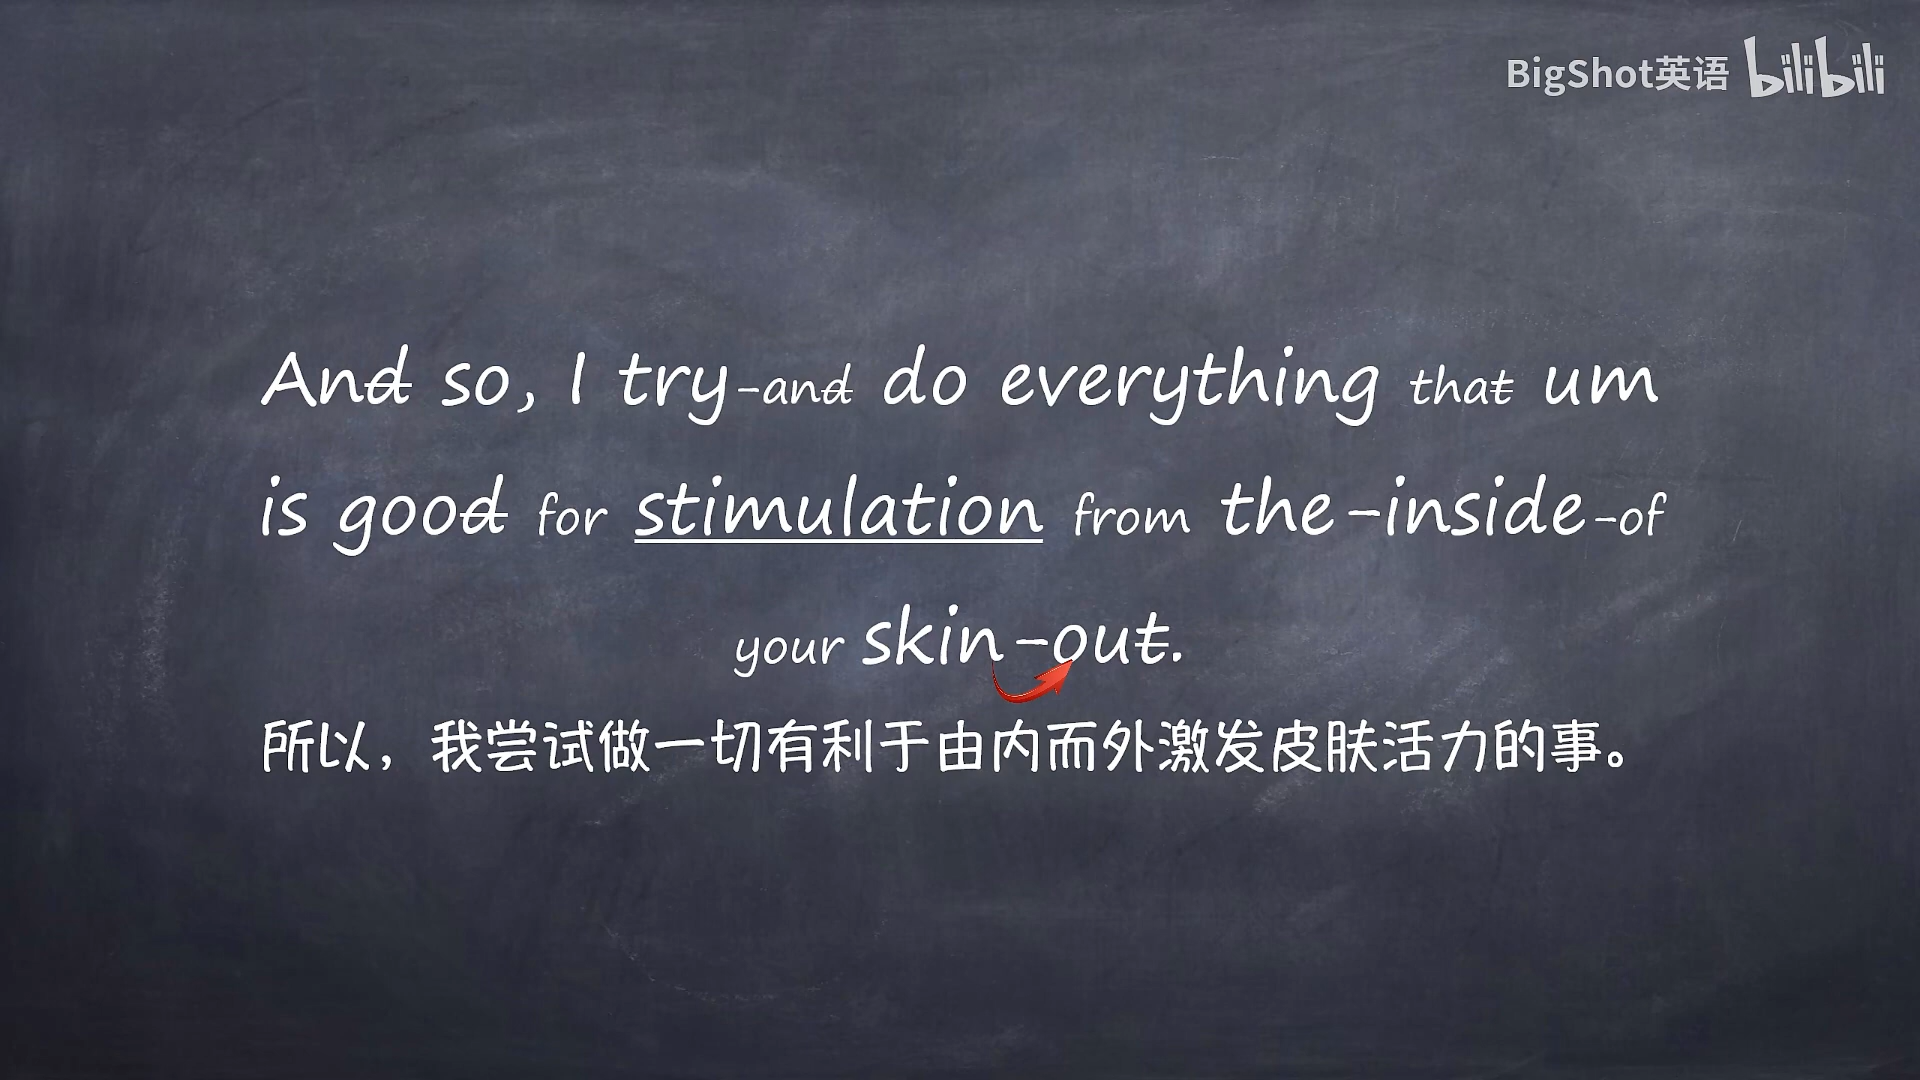 BigShot英语 bilibili
And so, I try-and do everything that um
is good for stimulation from the-inside-of
your skin-out.
所以，我尝试做一切有利于由内而外激发皮肤活力的事。